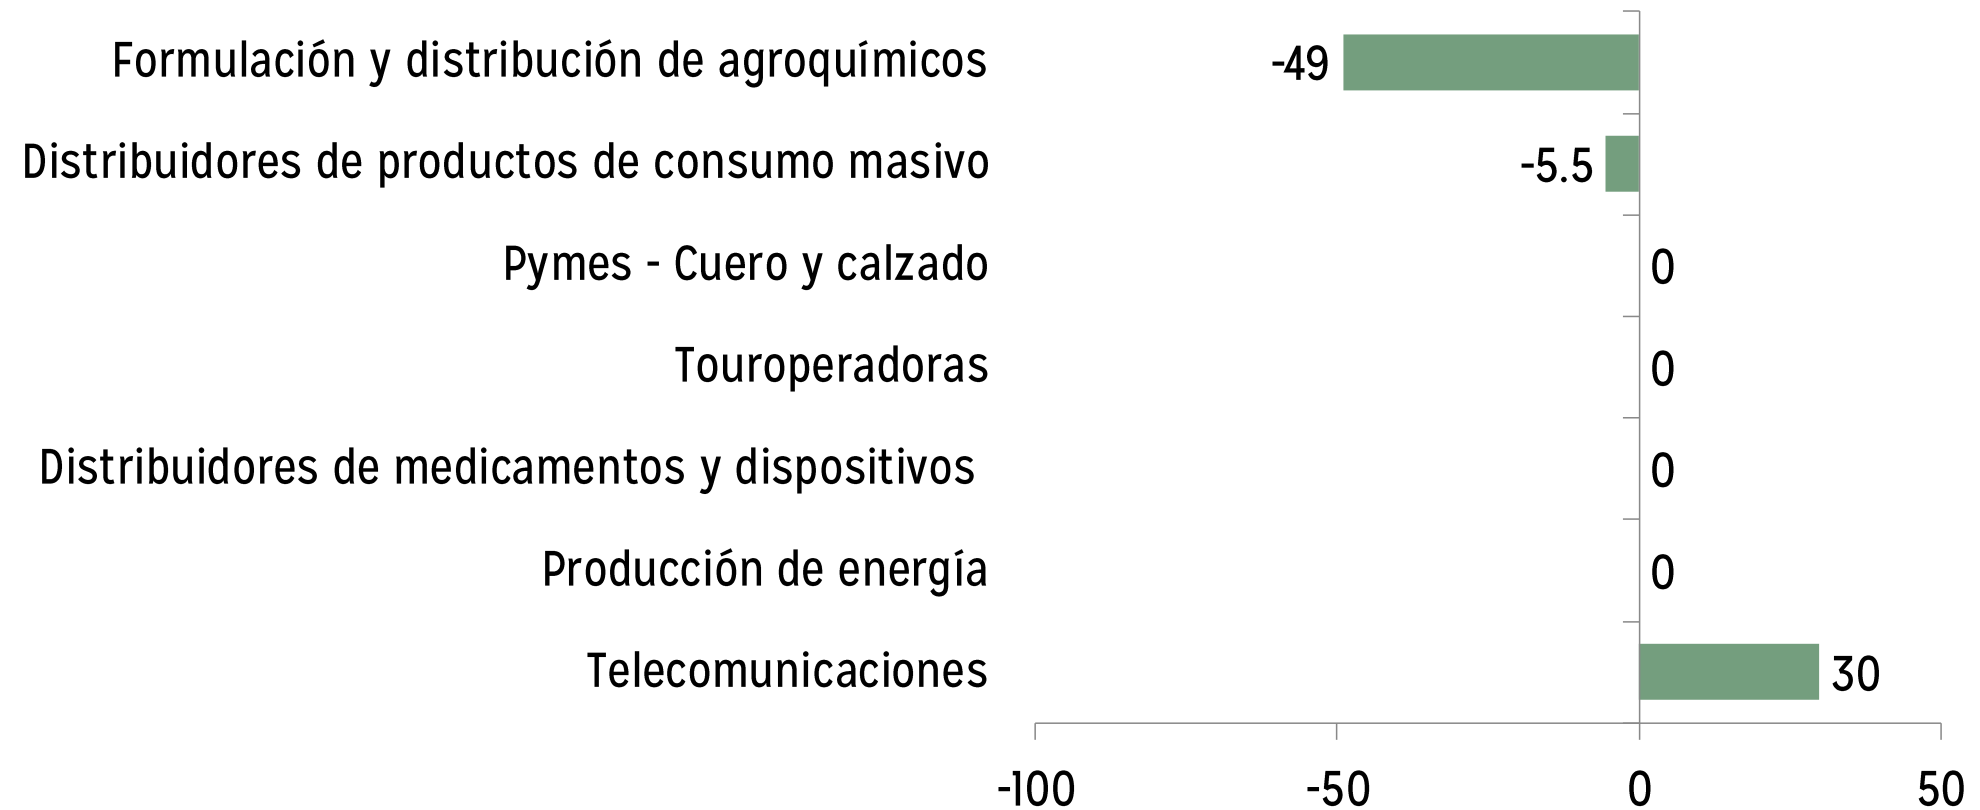 Formulación y distribución de agroquímicos -49
Distribuidores de productos de consumo masivo -5.5
Pymes - Cuero y calzado 0
Touroperadoras 0
Distribuidores de medicamentos y dispositivos 0
Producción de energía 0
Telecomunicaciones 30
-100 -50 0 50